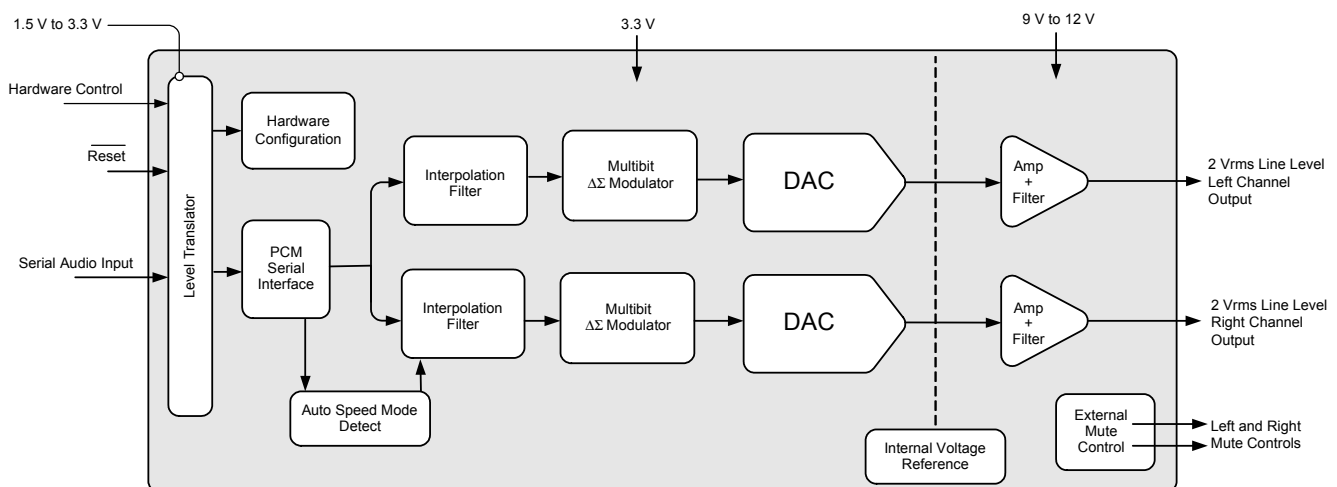 1.5 V to 3.3 V
3.3 V
9 V to 12 V
Hardware Control
Reset
Serial Audio Input
Level Translator
Hardware
Configuration
PCM
Serial
Interface
Auto Speed Mode
Detect
Interpolation
Filter
Multibit
ΔΣ Modulator
DAC
Amp
+
Filter
2 Vrms Line Level
Left Channel
Output
Interpolation
Filter
Multibit
ΔΣ Modulator
DAC
Amp
+
Filter
2 Vrms Line Level
Right Channel
Output
Internal Voltage
Reference
External
Mute
Control
Left and Right
Mute Controls